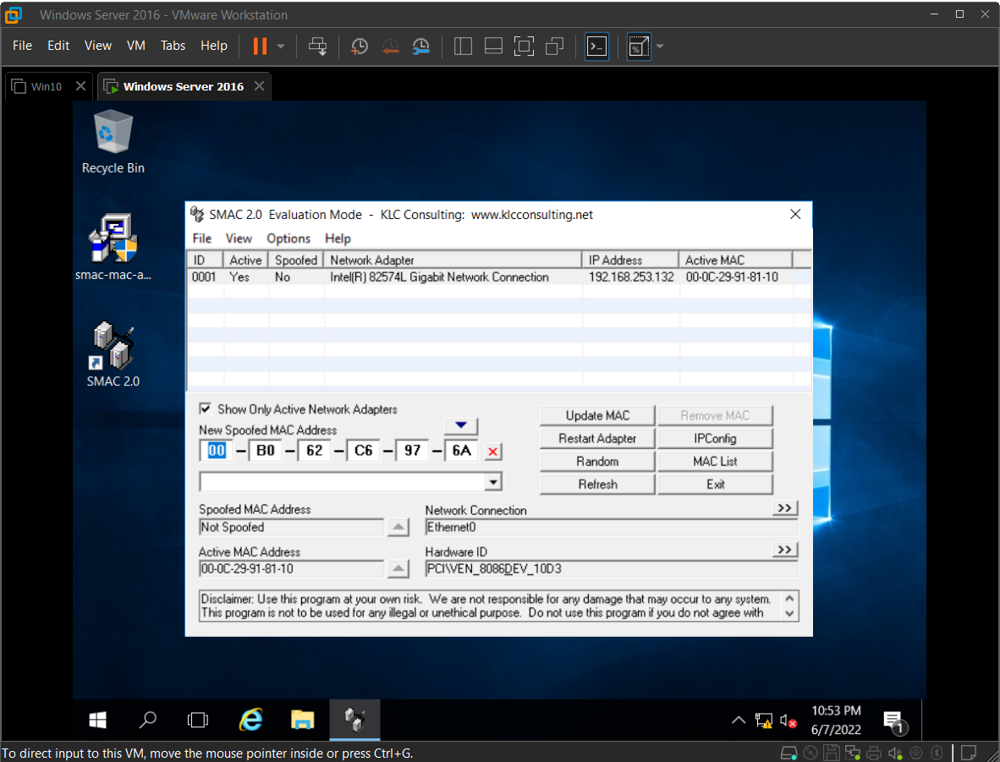 Windows Server 2016 - VMware Workstation
File Edit View VM Tabs Help
Win10 Windows Server 2016
Recycle Bin
smac-mac-a...
SMAC 2.0
SMAC 2.0 Evaluation Mode - KLC Consulting: www.klcconsulting.net
File View Options Help
ID Active Spoofed Network Adapter IP Address Active MAC
0001 Yes No Intel(R) 82574L Gigabit Network Connection 192.168.253.132 00-0C-29-91-81-10
Show Only Active Network Adapters
New Spoofed MAC Address
00 - B0 - 62 - C6 - 97 - 6A
Update MAC Remove MAC
Restart Adapter IPConfig
Random MAC List
Refresh Exit
Spoofed MAC Address
Not Spoofed
Network Connection >>
Ethernet0
Active MAC Address
00-0C-29-91-81-10
Hardware ID >>
PCI\VEN_8086DEV_10D3
Disclaimer: Use this program at your own risk. We are not responsible for any damage that may occur to any system.
This program is not to be used for any illegal or unethical purpose. Do not use this program if you do not agree with
10:53 PM
6/7/2022
1
To direct input to this VM, move the mouse pointer inside or press Ctrl+G.